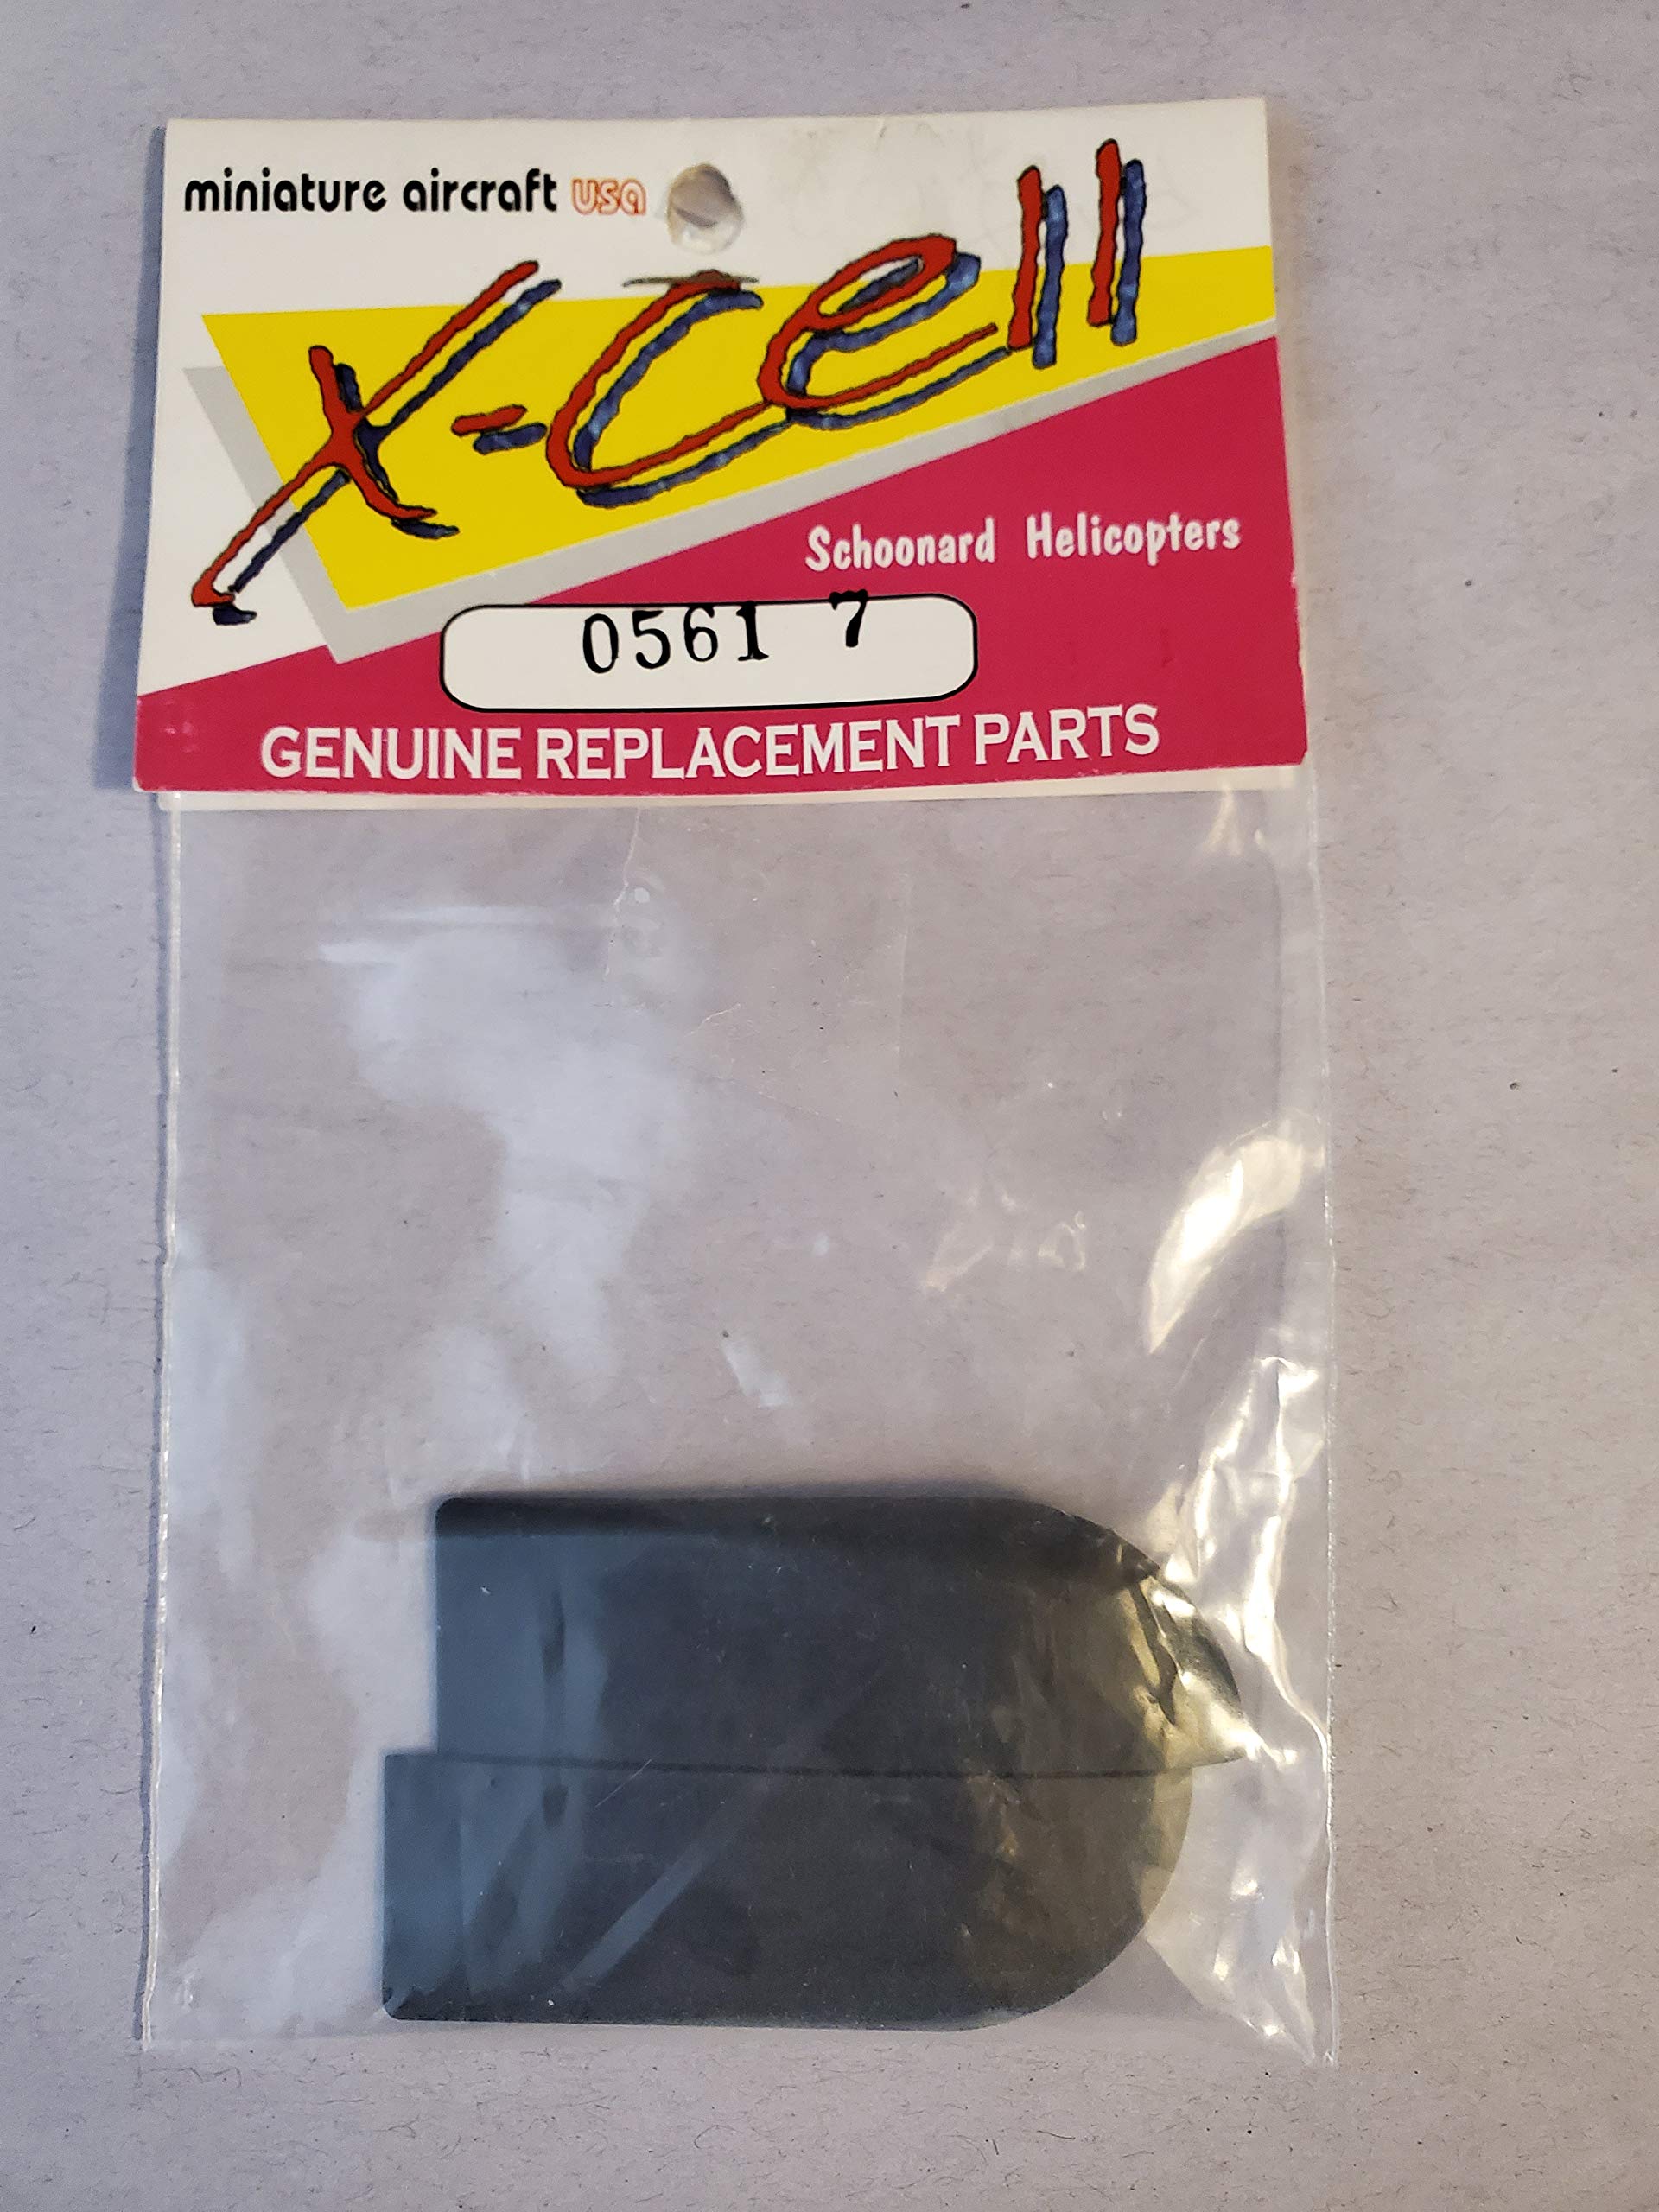 miniature aircraft usa
x-cell
Schoonard Helicopters
0561 7
GENUINE REPLACEMENT PARTS